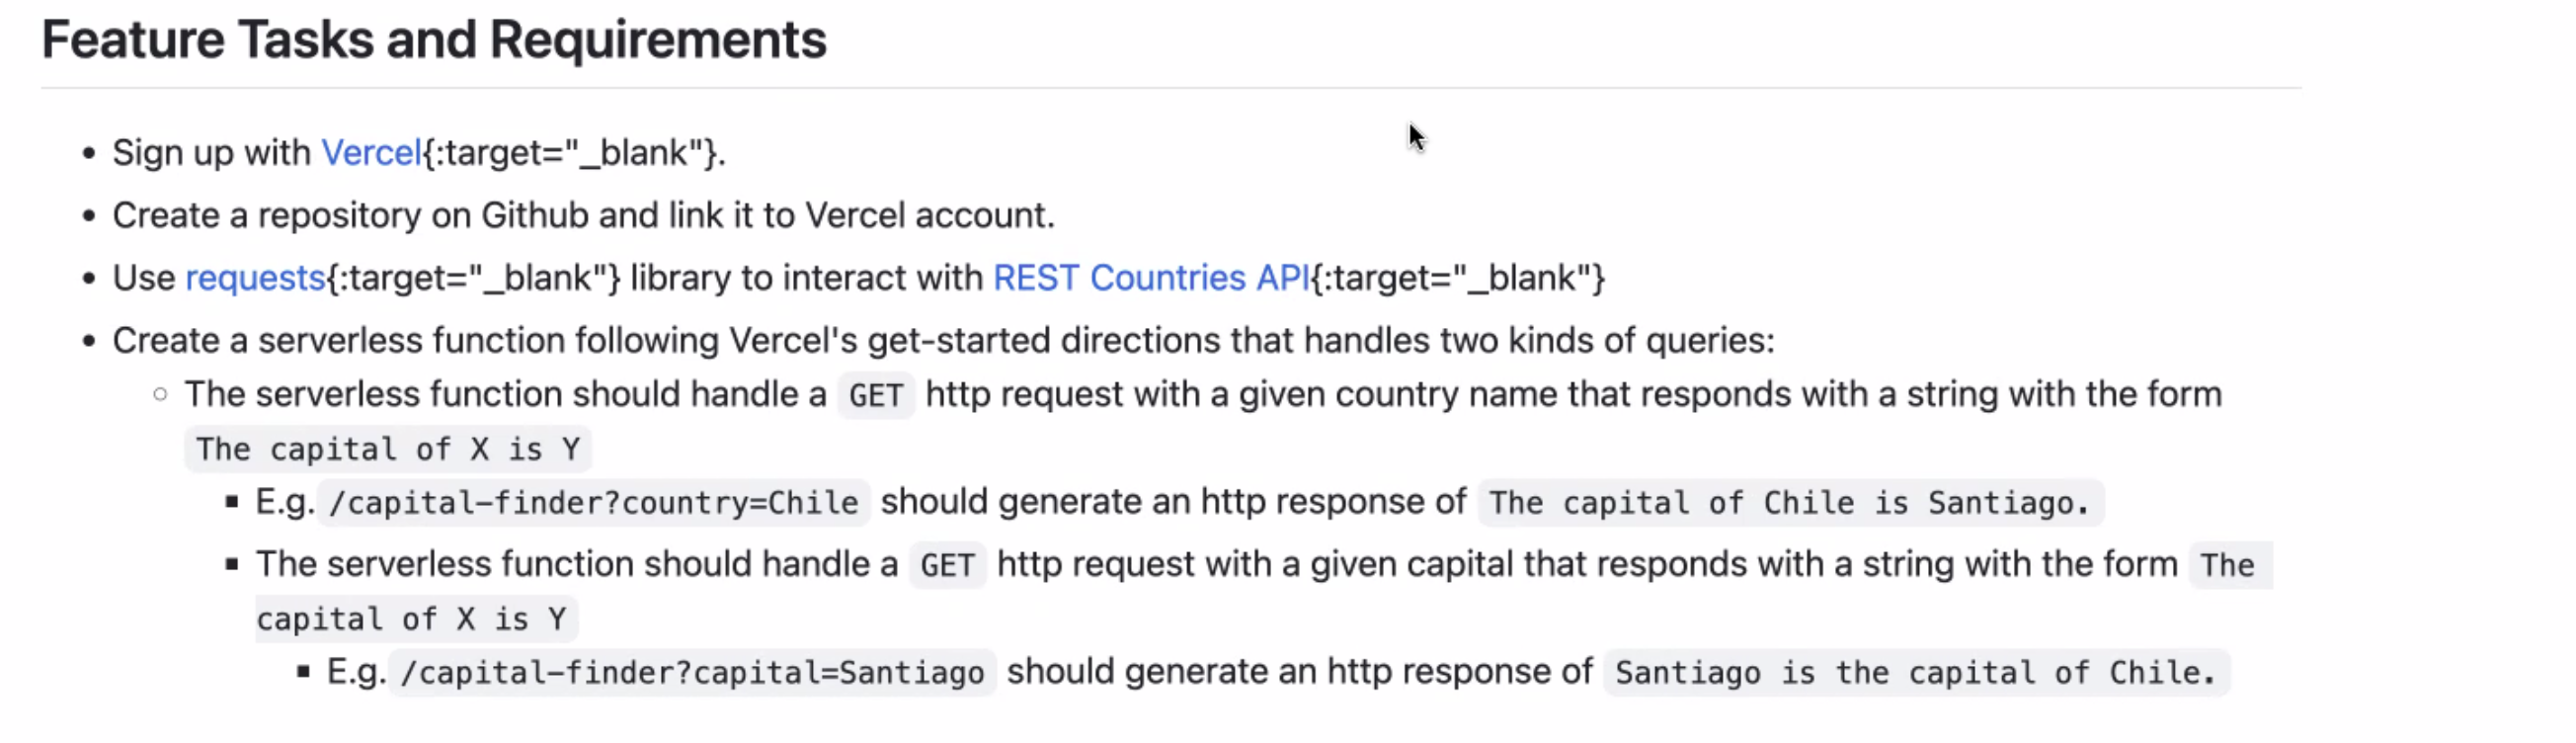 Feature Tasks and Requirements
Sign up with Vercel{:target="_blank"}.
Create a repository on Github and link it to Vercel account.
Use requests{:target="_blank"} library to interact with REST Countries API{:target="_blank"}
Create a serverless function following Vercel's get-started directions that handles two kinds of queries:
The serverless function should handle a GET http request with a given country name that responds with a string with the form
The capital of X is Y
E.g. /capital-finder?country=Chile should generate an http response of The capital of Chile is Santiago.
The serverless function should handle a GET http request with a given capital that responds with a string with the form The
capital of X is Y
E.g. /capital-finder?capital=Santiago should generate an http response of Santiago is the capital of Chile.